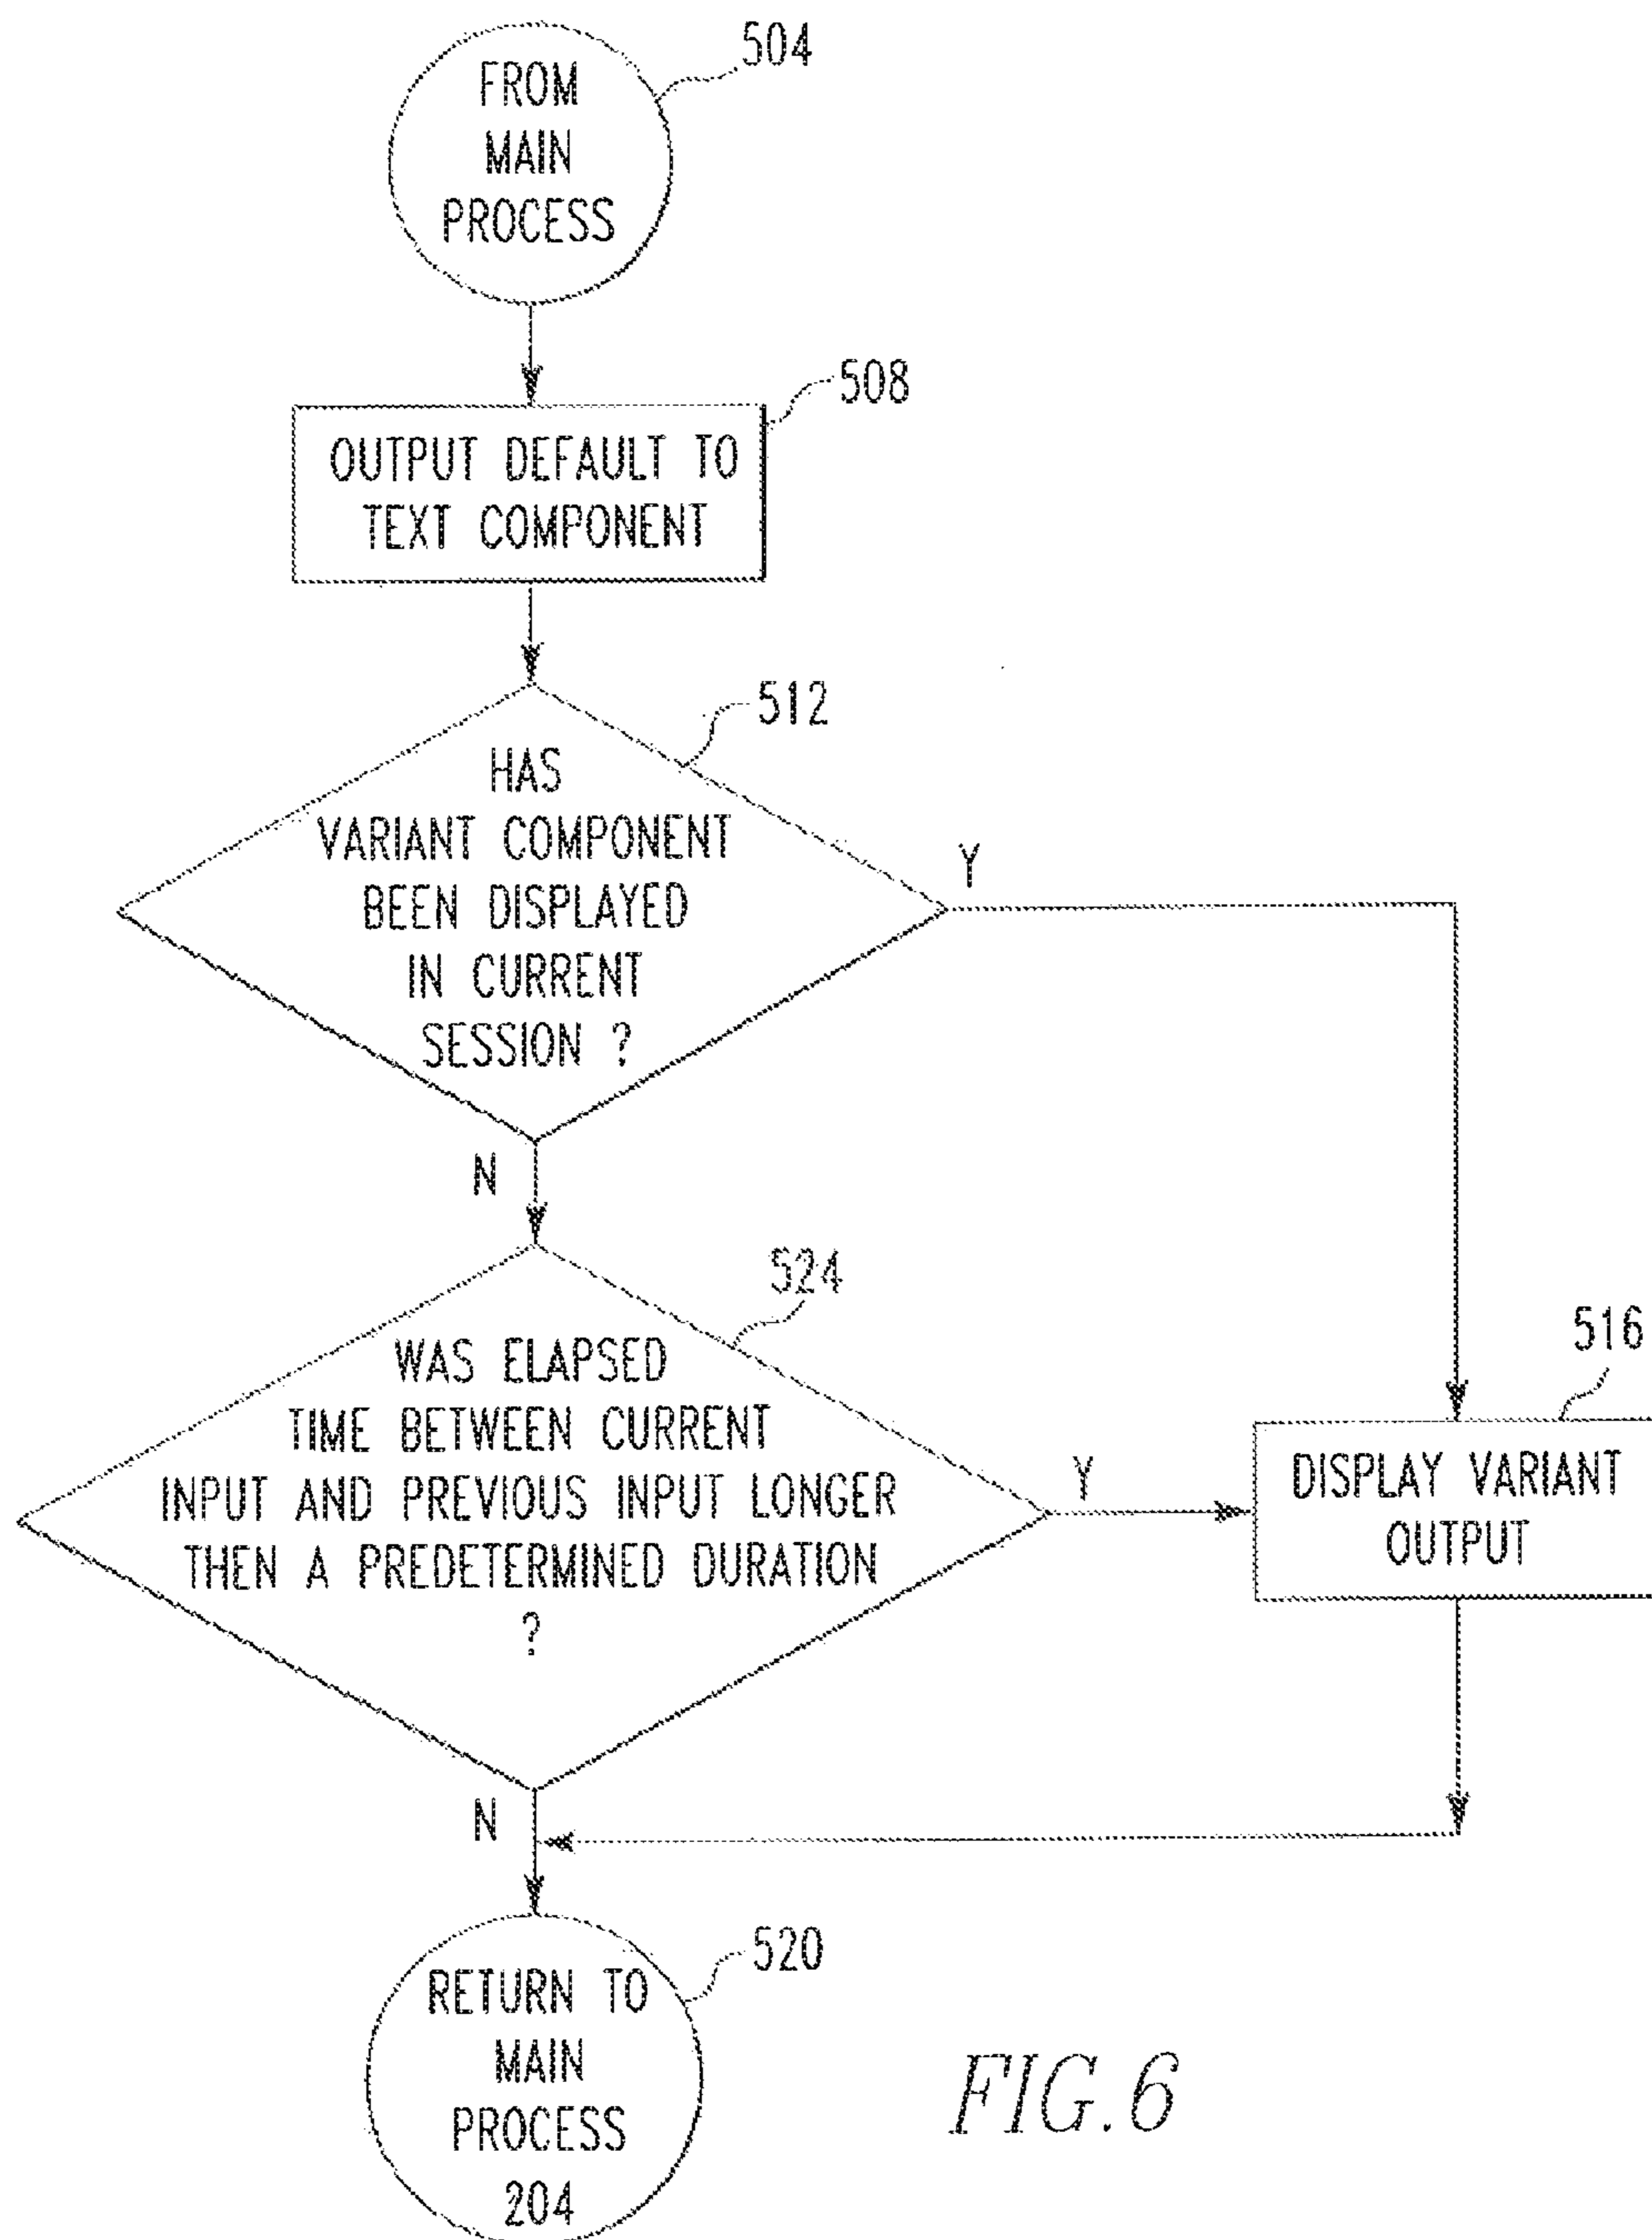 504
FROM
MAIN
PROCESS
508
OUTPUT DEFAULT TO
TEXT COMPONENT
512
HAS
VARIANT COMPONENT
BEEN DISPLAYED
IN CURRENT
SESSION ?
Y
N
524
WAS ELAPSED
TIME BETWEEN CURRENT
INPUT AND PREVIOUS INPUT LONGER
THEN A PREDETERMINED DURATION
?
Y
516
DISPLAY VARIANT
OUTPUT
N
520
RETURN TO
MAIN
PROCESS
204
FIG.6